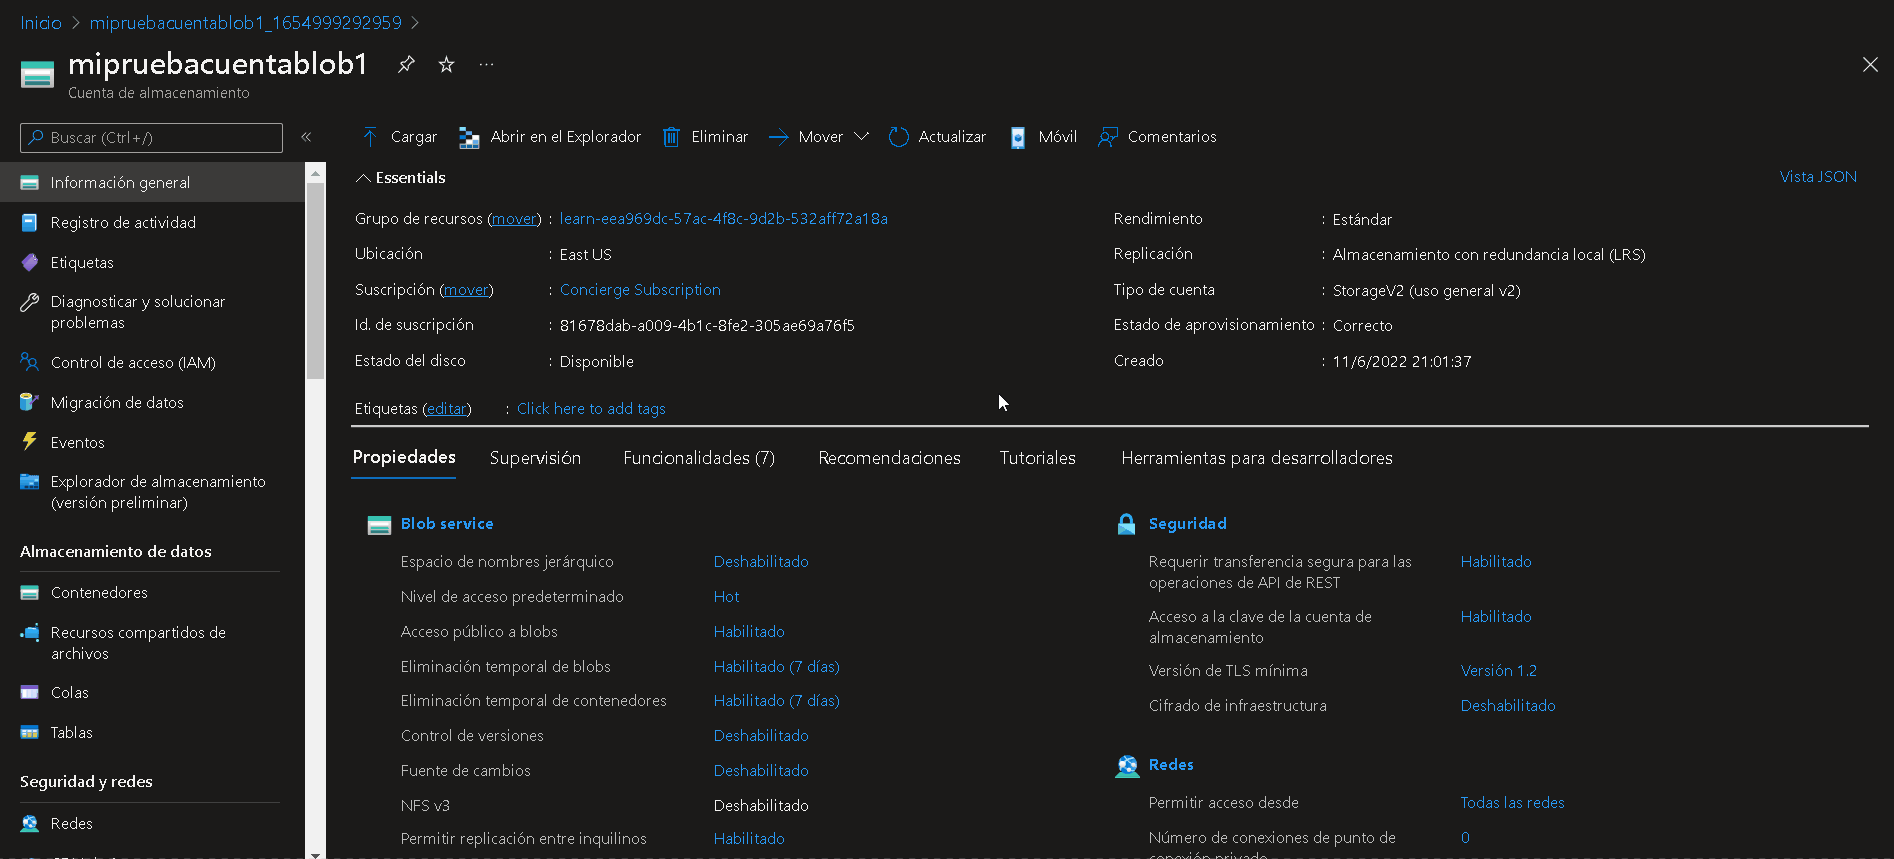 Inicio > mipruebacuentablob1_1654999292959 >
mipruebacuentablob1
Cuenta de almacenamiento
Buscar (Ctrl+/)
«
Cargar
Abrir en el Explorador
Eliminar
Mover
Actualizar
Móvil
Comentarios
Información general
Registro de actividad
Etiquetas
Diagnosticar y solucionar
problemas
Control de acceso (IAM)
Migración de datos
Eventos
Explorador de almacenamiento
(versión preliminar)
Almacenamiento de datos
Contenedores
Recursos compartidos de
archivos
Colas
Tablas
Seguridad y redes
Redes
Essentials
Vista JSON
Grupo de recursos (mover) : learn-eea969dc-57ac-4f8c-9d2b-532aff72a18a
Ubicación : East US
Suscripción (mover) : Concierge Subscription
Id. de suscripción : 81678dab-a009-4b1c-8fe2-305ae69a76f5
Estado del disco : Disponible
Etiquetas (editar) : Click here to add tags
Rendimiento : Estándar
Replicación : Almacenamiento con redundancia local (LRS)
Tipo de cuenta : StorageV2 (uso general v2)
Estado de aprovisionamiento : Correcto
Creado : 11/6/2022 21:01:37
Propiedades
Supervisión
Funcionalidades (7)
Recomendaciones
Tutoriales
Herramientas para desarrolladores
Blob service
Espacio de nombres jerárquico Deshabilitado
Nivel de acceso predeterminado Hot
Acceso público a blobs Habilitado
Eliminación temporal de blobs Habilitado (7 días)
Eliminación temporal de contenedores Habilitado (7 días)
Control de versiones Deshabilitado
Fuente de cambios Deshabilitado
NFS v3 Deshabilitado
Permitir replicación entre inquilinos Habilitado
Seguridad
Requerir transferencia segura para las Habilitado
operaciones de API de REST
Acceso a la clave de la cuenta de Habilitado
almacenamiento
Versión de TLS mínima Versión 1.2
Cifrado de infraestructura Deshabilitado
Redes
Permitir acceso desde Todas las redes
Número de conexiones de punto de 0
conexión privado